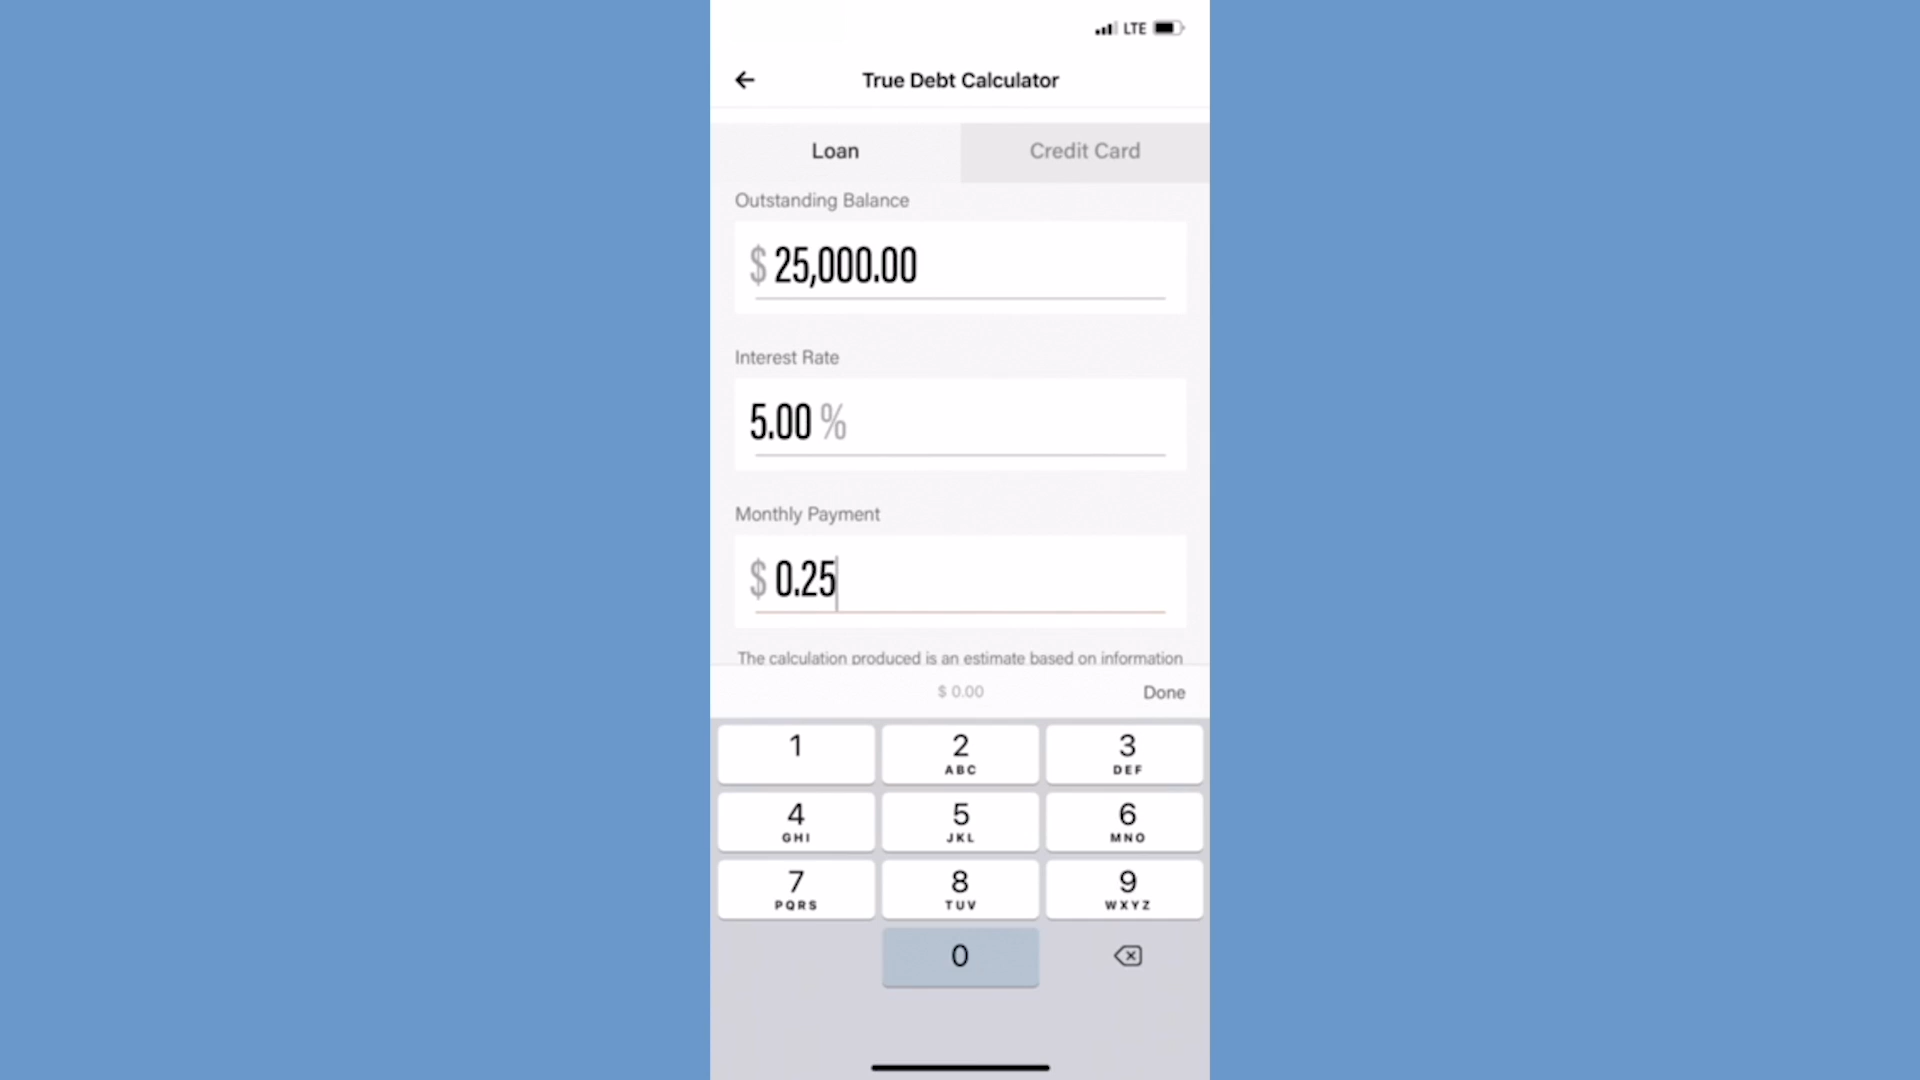 LTE
True Debt Calculator
Loan
Credit Card
Outstanding Balance
$ 25,000.00
Interest Rate
5.00 %
Monthly Payment
$ 0.25
The calculation produced is an estimate based on information
$ 0.00
Done
1
2
ABC
3
DEF
4
GHI
5
JKL
6
MNO
7
PQRS
8
TUV
9
WXYZ
0